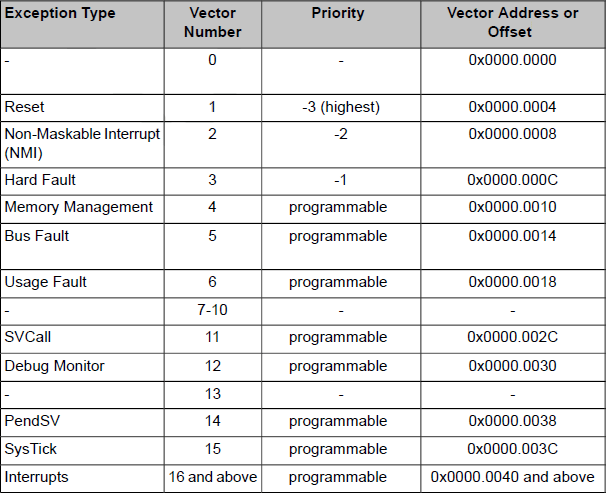 Exception Type Vector Number Priority Vector Address or Offset
- 0 - 0x0000.0000
Reset 1 -3 (highest) 0x0000.0004
Non-Maskable Interrupt (NMI) 2 -2 0x0000.0008
Hard Fault 3 -1 0x0000.000C
Memory Management 4 programmable 0x0000.0010
Bus Fault 5 programmable 0x0000.0014
Usage Fault 6 programmable 0x0000.0018
- 7-10 - -
SVCall 11 programmable 0x0000.002C
Debug Monitor 12 programmable 0x0000.0030
- 13 - -
PendSV 14 programmable 0x0000.0038
SysTick 15 programmable 0x0000.003C
Interrupts 16 and above programmable 0x0000.0040 and above